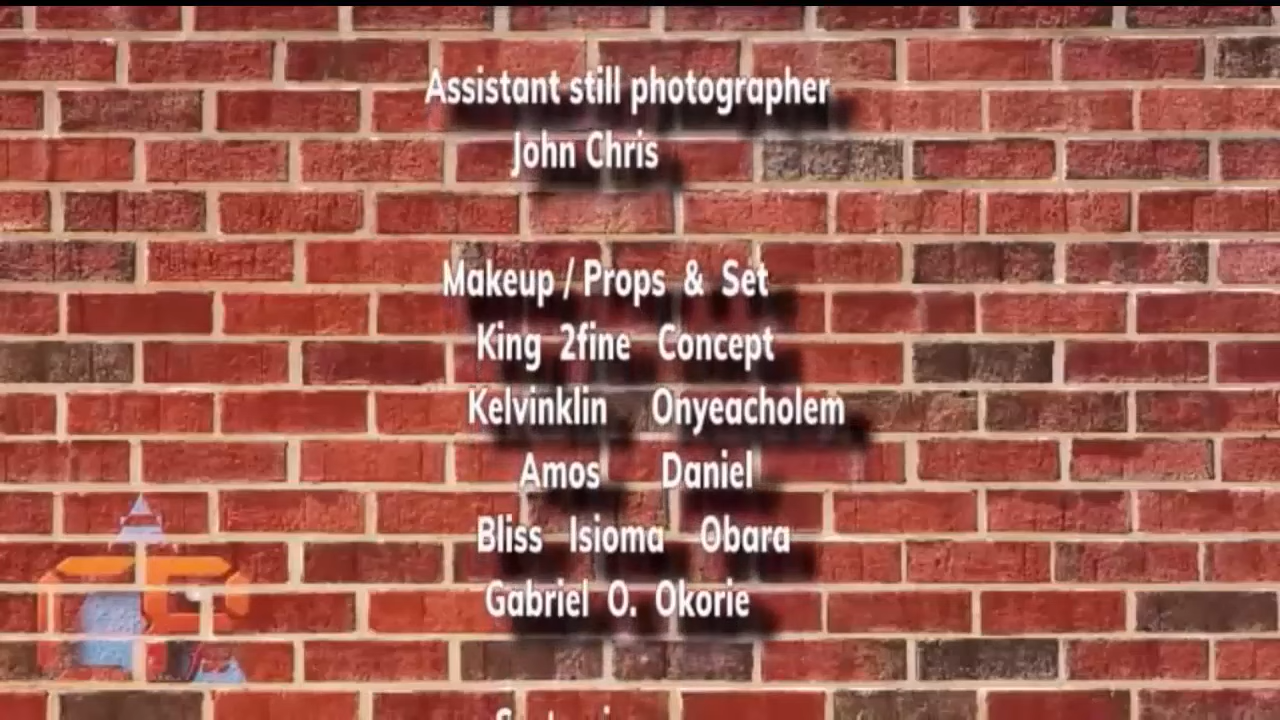 Assistant still photographer
John Chris
Makeup / Props & Set
King 2fine Concept
Kelvinklin Onyeacholem
Amos Daniel
Bliss Isioma Obara
Gabriel O. Okorie